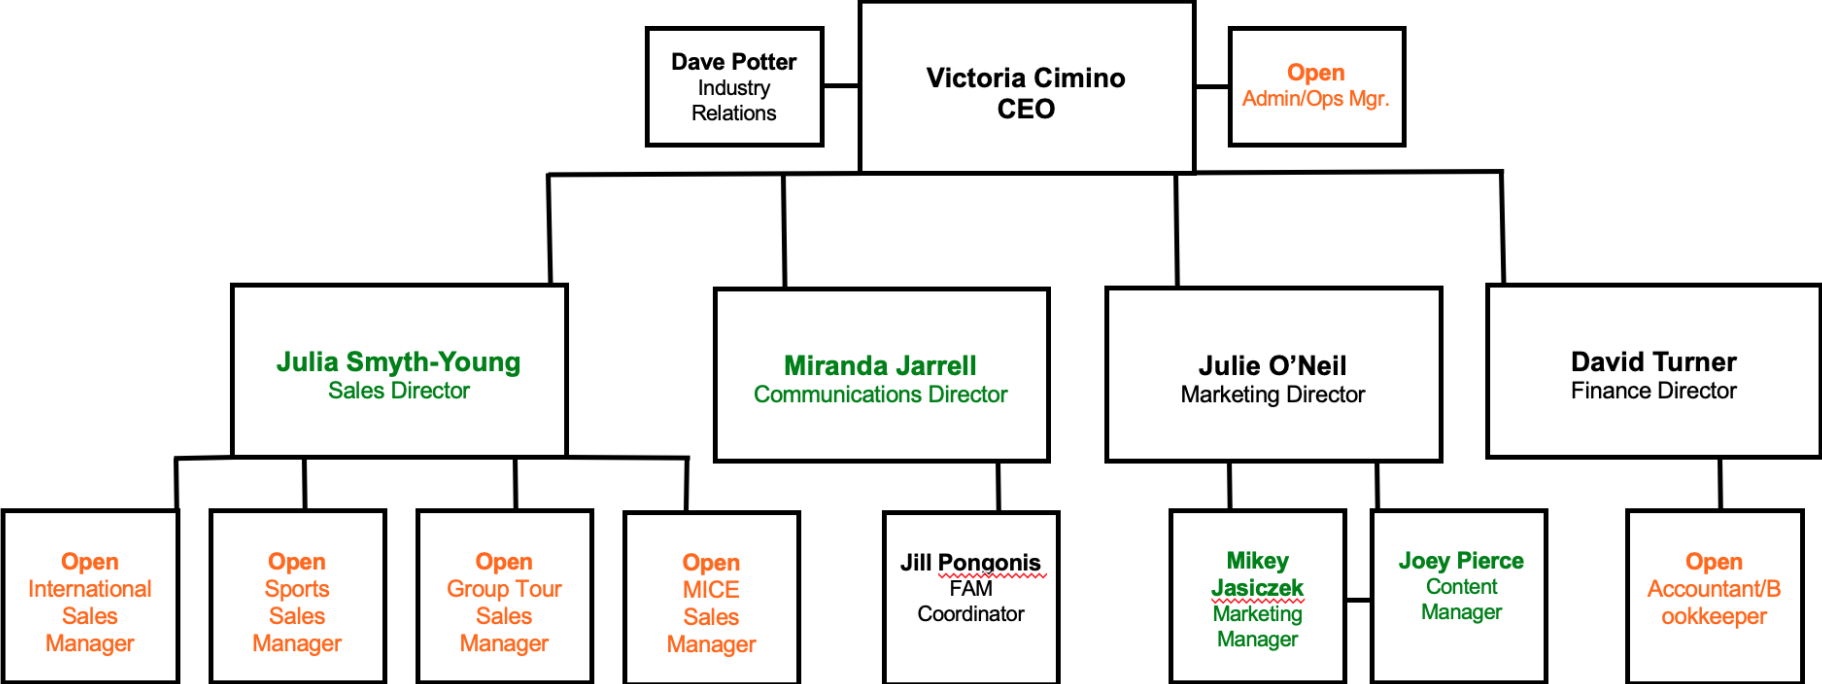 Dave Potter
Industry
Relations
Victoria Cimino
CEO
Open
Admin/Ops Mgr.
Julia Smyth-Young
Sales Director
Miranda Jarrell
Communications Director
Julie O’Neil
Marketing Director
David Turner
Finance Director
Open
International
Sales
Manager
Open
Sports
Sales
Manager
Open
Group Tour
Sales
Manager
Open
MICE
Sales
Manager
Jill Pongonis
FAM
Coordinator
Mikey
Jasiczek
Marketing
Manager
Joey Pierce
Content
Manager
Open
Accountant/B
ookkeeper